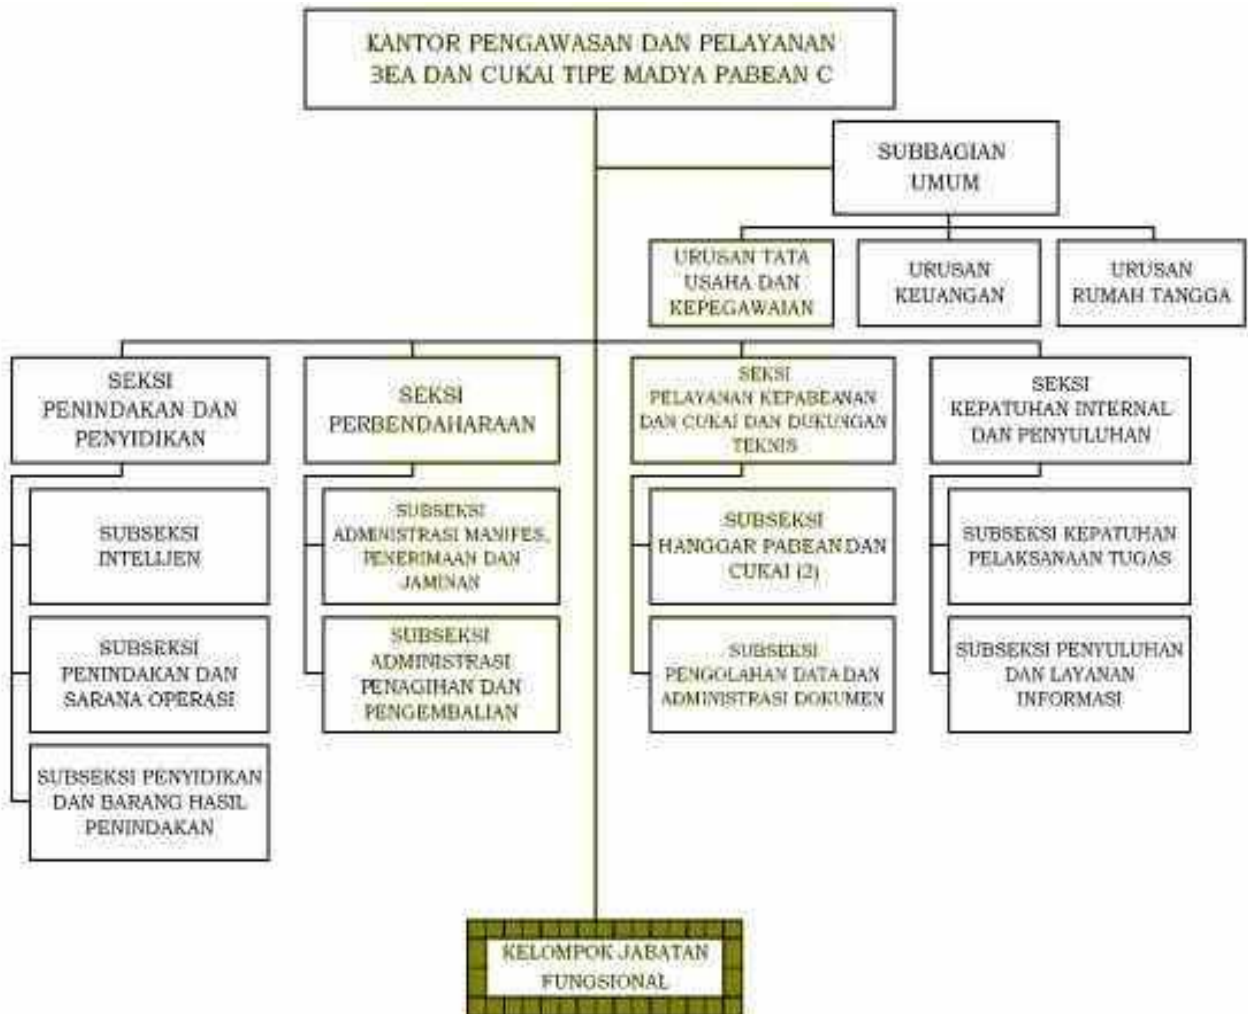 KANTOR PENGAWASAN DAN PELAYANAN
BEA DAN CUKAI TIPE MADYA PABEAN C
SUBBAGIAN
UMUM
URUSAN TATA
USAHA DAN
KEPEGAWAIAN
URUSAN
KEUANGAN
URUSAN
RUMAH TANGGA
SEKSI
PENINDAKAN DAN
PENYIDIKAN
SEKSI
PERBENDAHARAAN
SEKSI
PELAYANAN KEPABEANAN
DAN CUKAI DAN DUKUNGAN
TEKNIS
SEKSI
KEPATUHAN INTERNAL
DAN PENYULUHAN
SUBSEKSI
INTELIJEN
SUBSEKSI
ADMINISTRASI MANIFES,
PENERIMAAN DAN
JAMINAN
SUBSEKSI
HANGGAR PABEAN DAN
CUKAI (2)
SUBSEKSI KEPATUHAN
PELAKSANAAN TUGAS
SUBSEKSI
PENINDAKAN DAN
SARANA OPERASI
SUBSEKSI
ADMINISTRASI
PENAGIHAN DAN
PENGEMBALIAN
SUBSEKSI
PENGOLAHAN DATA DAN
ADMINISTRASI DOKUMEN
SUBSEKSI PENYULUHAN
DAN LAYANAN
INFORMASI
SUBSEKSI PENYIDIKAN
DAN BARANG HASIL
PENINDAKAN
KELOMPOK JABATAN
FUNGSIONAL